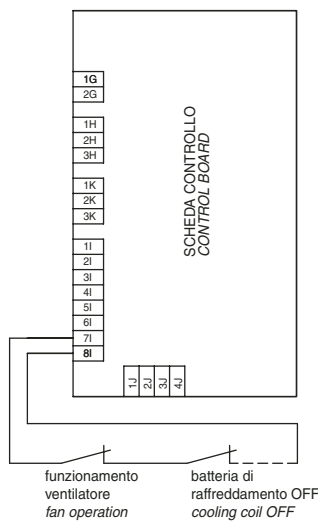 1G
2G
1H
2H
3H
1K
2K
3K
1I
2I
3I
4I
5I
6I
7I
8I
SCHEDA CONTROLLO
CONTROL BOARD
1J
2J
3J
4J
funzionamento
ventilatore
fan operation
batteria di
raffreddamento OFF
cooling coil OFF